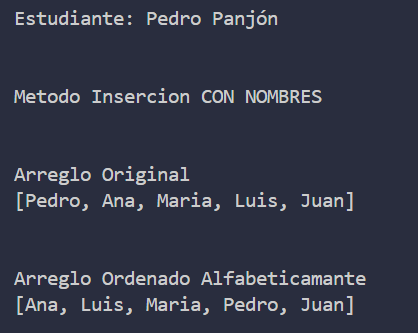 Estudiante: Pedro Panjón
Metodo Insercion CON NOMBRES
Arreglo Original
[Pedro, Ana, Maria, Luis, Juan]
Arreglo Ordenado Alfabeticamante
[Ana, Luis, Maria, Pedro, Juan]